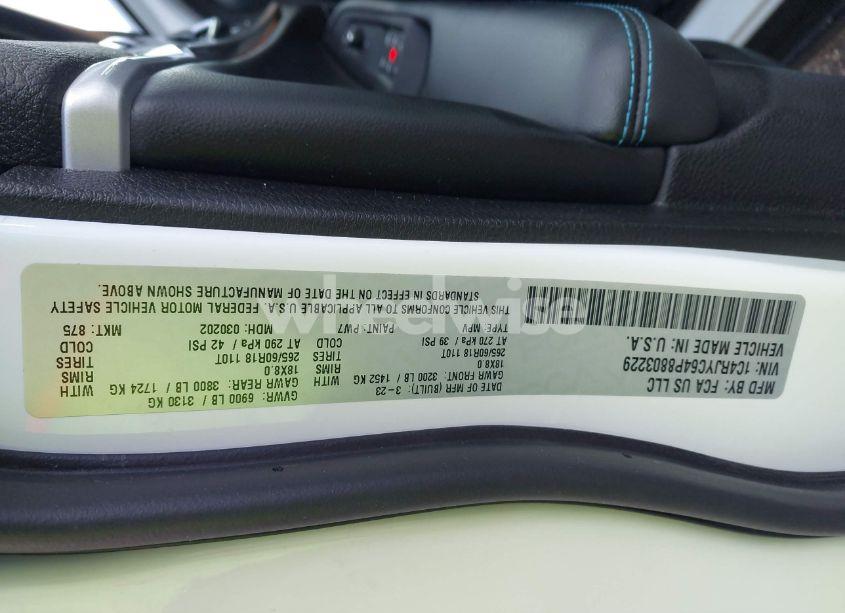 MFD BY: FCA US LLC
DATE OF MFR (BUILT): 3-23
GVWR: 6900 LB / 3130 KG
GAWR FRONT: 3200 LB / 1452 KG
GAWR REAR: 3800 LB / 1724 KG
WITH
18X8.0
18X8.0
RIMS
265/60R18 110T
265/60R18 110T
TIRES
AT 270 kPa / 39 PSI
AT 290 kPa / 42 PSI
COLD
VIN: 1C4RJYC64P8803229
TYPE: MPV
PAINT: PW7
MDH: 030202
MKT: 875
VEHICLE MADE IN: U.S.A.
THIS VEHICLE CONFORMS TO ALL APPLICABLE U.S.A. FEDERAL MOTOR VEHICLE SAFETY
STANDARDS IN EFFECT ON THE DATE OF MANUFACTURE SHOWN ABOVE.
WITH
RIMS
TIRES
COLD
wheelwise
wheelwise